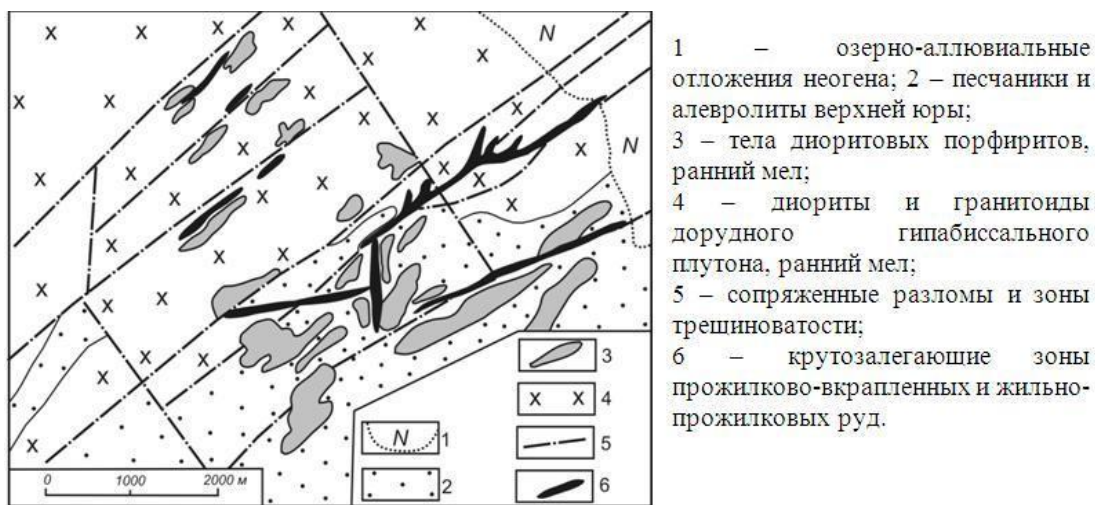 N
N
1 – озерно-аллювиальные
отложения неогена; 2 – песчаники и
алевролиты верхней юры;
3 – тела диоритовых порфиритов,
ранний мел;
4 – диориты и гранитоиды
дорудного гипабиссального
плутона, ранний мел;
5 – сопряженные разломы и зоны
трещиноватости;
6 – крутозалегающие зоны
прожилково-вкрапленных и жильно-
прожилковых руд.
3
x x 4
N 1
5
2
6
0 1000 2000 м